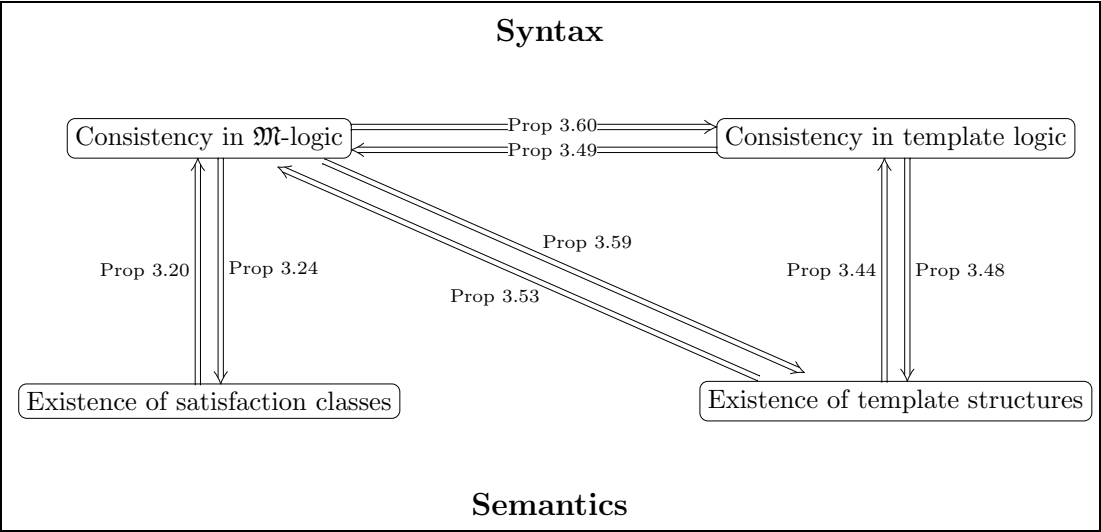 Syntax
Consistency in 𝔐-logic
Prop 3.60
Consistency in template logic
Prop 3.49
Prop 3.59
Prop 3.20
Prop 3.24
Prop 3.44
Prop 3.48
Prop 3.53
Existence of satisfaction classes
Existence of template structures
Semantics